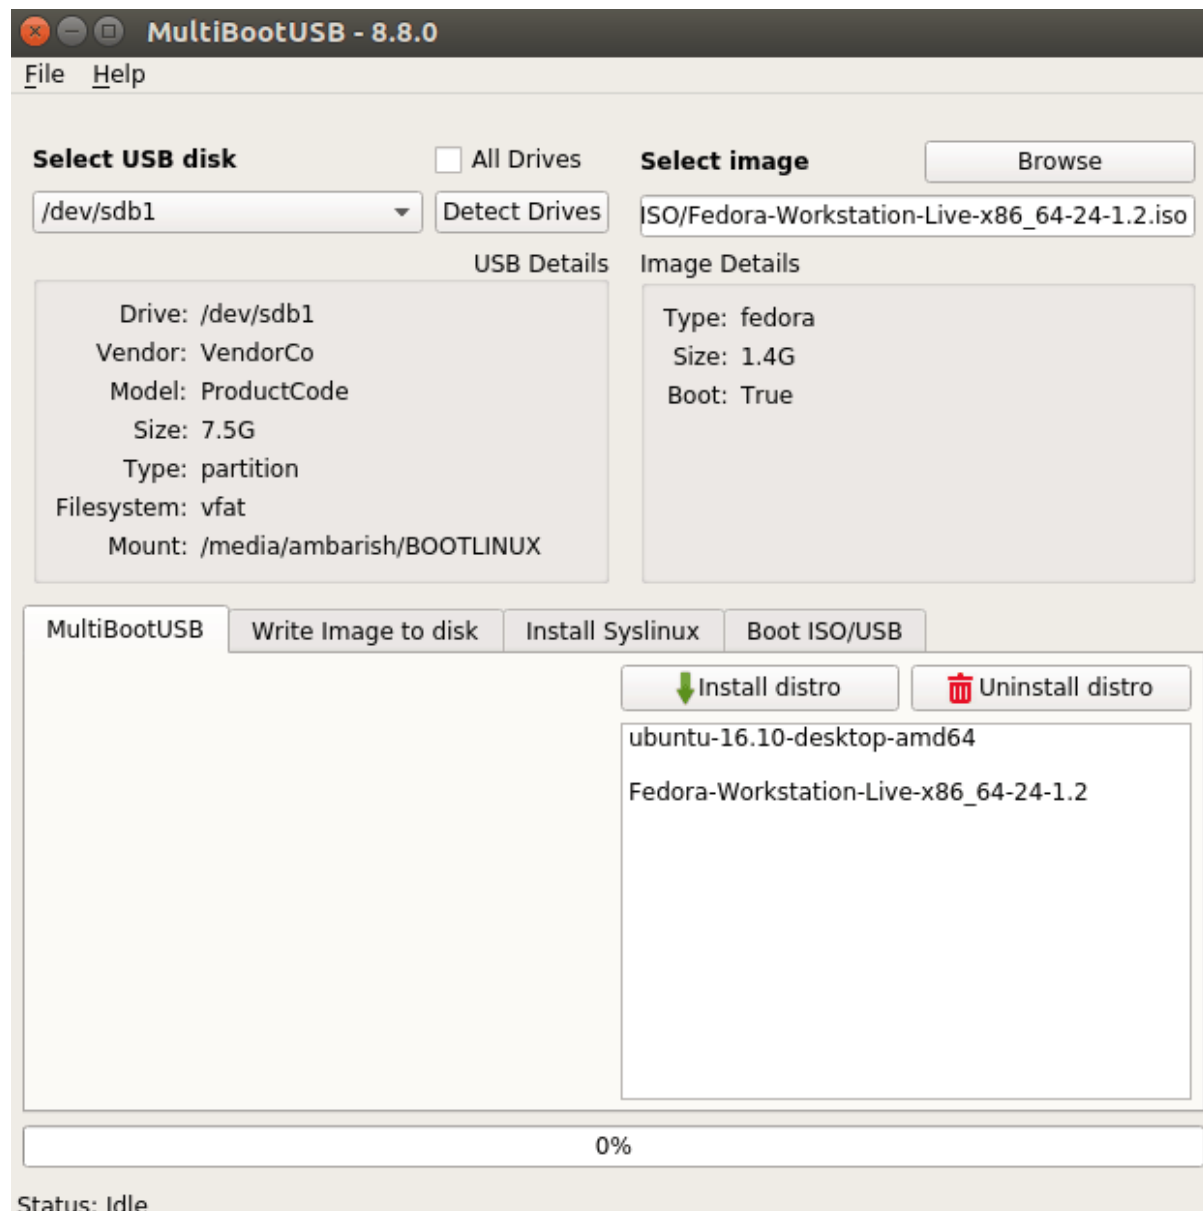 MultiBootUSB - 8.8.0
File Help
Select USB disk
All Drives
/dev/sdb1
Detect Drives
USB Details
Drive: /dev/sdb1
Vendor: VendorCo
Model: ProductCode
Size: 7.5G
Type: partition
Filesystem: vfat
Mount: /media/ambarish/BOOTLINUX
Select image
Browse
ISO/Fedora-Workstation-Live-x86_64-24-1.2.iso
Image Details
Type: fedora
Size: 1.4G
Boot: True
MultiBootUSB Write Image to disk Install Syslinux Boot ISO/USB
Install distro Uninstall distro
ubuntu-16.10-desktop-amd64
Fedora-Workstation-Live-x86_64-24-1.2
0%
Status: Idle